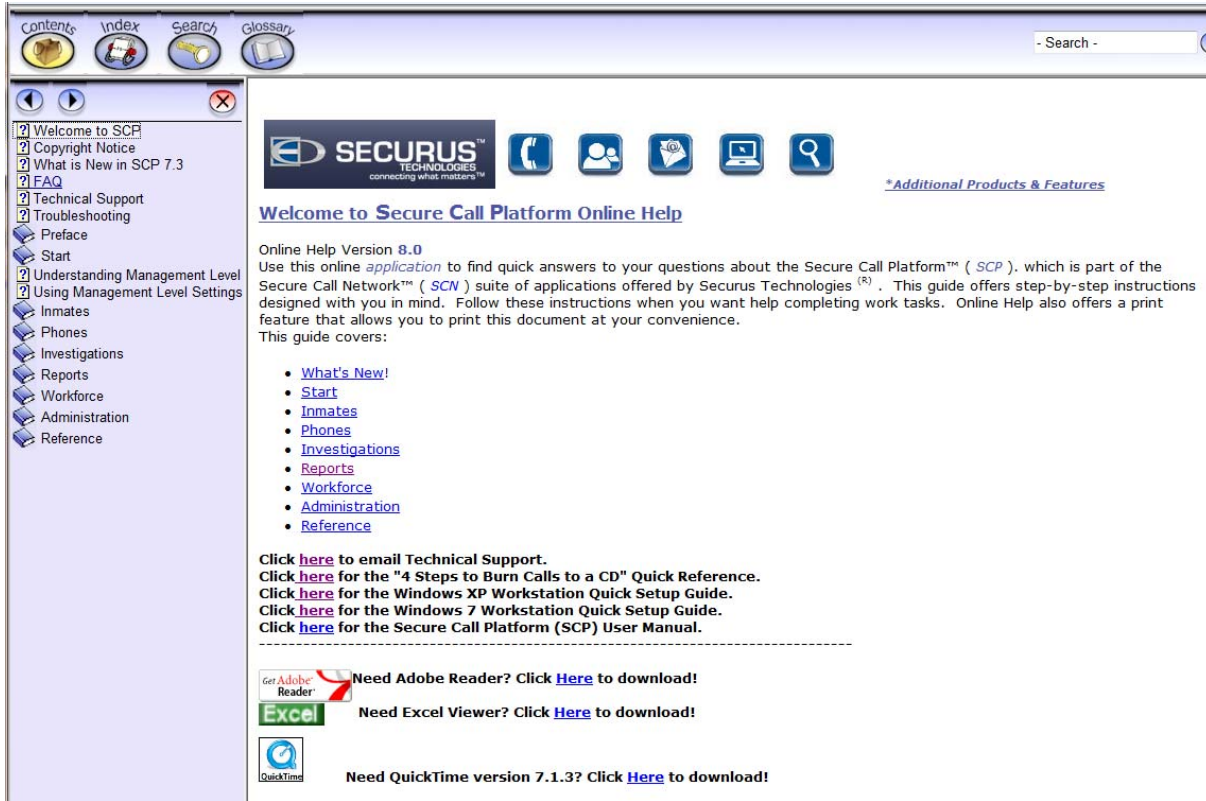 Contents Index Search Glossary
- Search -
Welcome to SCP
Copyright Notice
What is New in SCP 7.3
FAQ
Technical Support
Troubleshooting
Preface
Start
Understanding Management Level
Using Management Level Settings
Inmates
Phones
Investigations
Reports
Workforce
Administration
Reference
SECURUS™
TECHNOLOGIES
connecting what matters™
*Additional Products & Features
Welcome to Secure Call Platform Online Help
Online Help Version 8.0
Use this online application to find quick answers to your questions about the Secure Call Platform™ ( SCP ). which is part of the
Secure Call Network™ ( SCN ) suite of applications offered by Securus Technologies (R) . This guide offers step-by-step instructions
designed with you in mind. Follow these instructions when you want help completing work tasks. Online Help also offers a print
feature that allows you to print this document at your convenience.
This guide covers:
• What's New!
• Start
• Inmates
• Phones
• Investigations
• Reports
• Workforce
• Administration
• Reference
Click here to email Technical Support.
Click here for the "4 Steps to Burn Calls to a CD" Quick Reference.
Click here for the Windows XP Workstation Quick Setup Guide.
Click here for the Windows 7 Workstation Quick Setup Guide.
Click here for the Secure Call Platform (SCP) User Manual.
--------------------------------------------------------------------------------
Get Adobe® Reader® Need Adobe Reader? Click Here to download!
Excel Need Excel Viewer? Click Here to download!
QuickTime Need QuickTime version 7.1.3? Click Here to download!